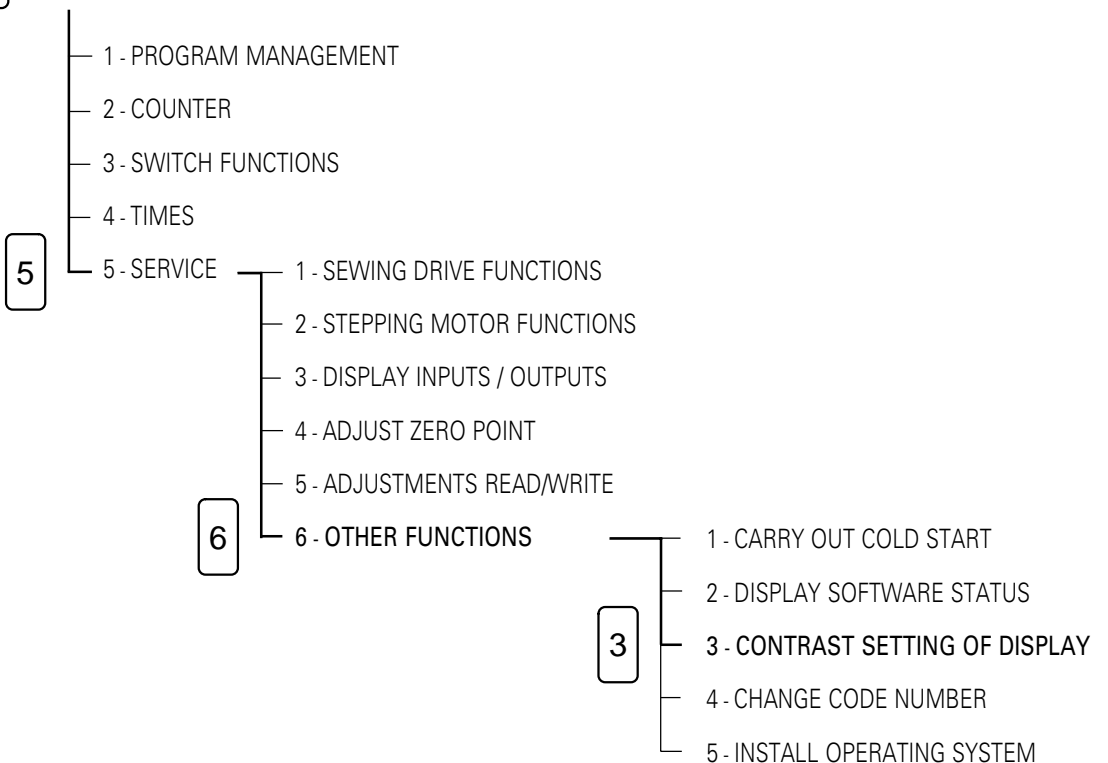 1 - PROGRAM MANAGEMENT
2 - COUNTER
3 - SWITCH FUNCTIONS
4 - TIMES
5
5 - SERVICE
1 - SEWING DRIVE FUNCTIONS
2 - STEPPING MOTOR FUNCTIONS
3 - DISPLAY INPUTS / OUTPUTS
4 - ADJUST ZERO POINT
5 - ADJUSTMENTS READ/WRITE
6
6 - OTHER FUNCTIONS
1 - CARRY OUT COLD START
2 - DISPLAY SOFTWARE STATUS
3
3 - CONTRAST SETTING OF DISPLAY
4 - CHANGE CODE NUMBER
5 - INSTALL OPERATING SYSTEM